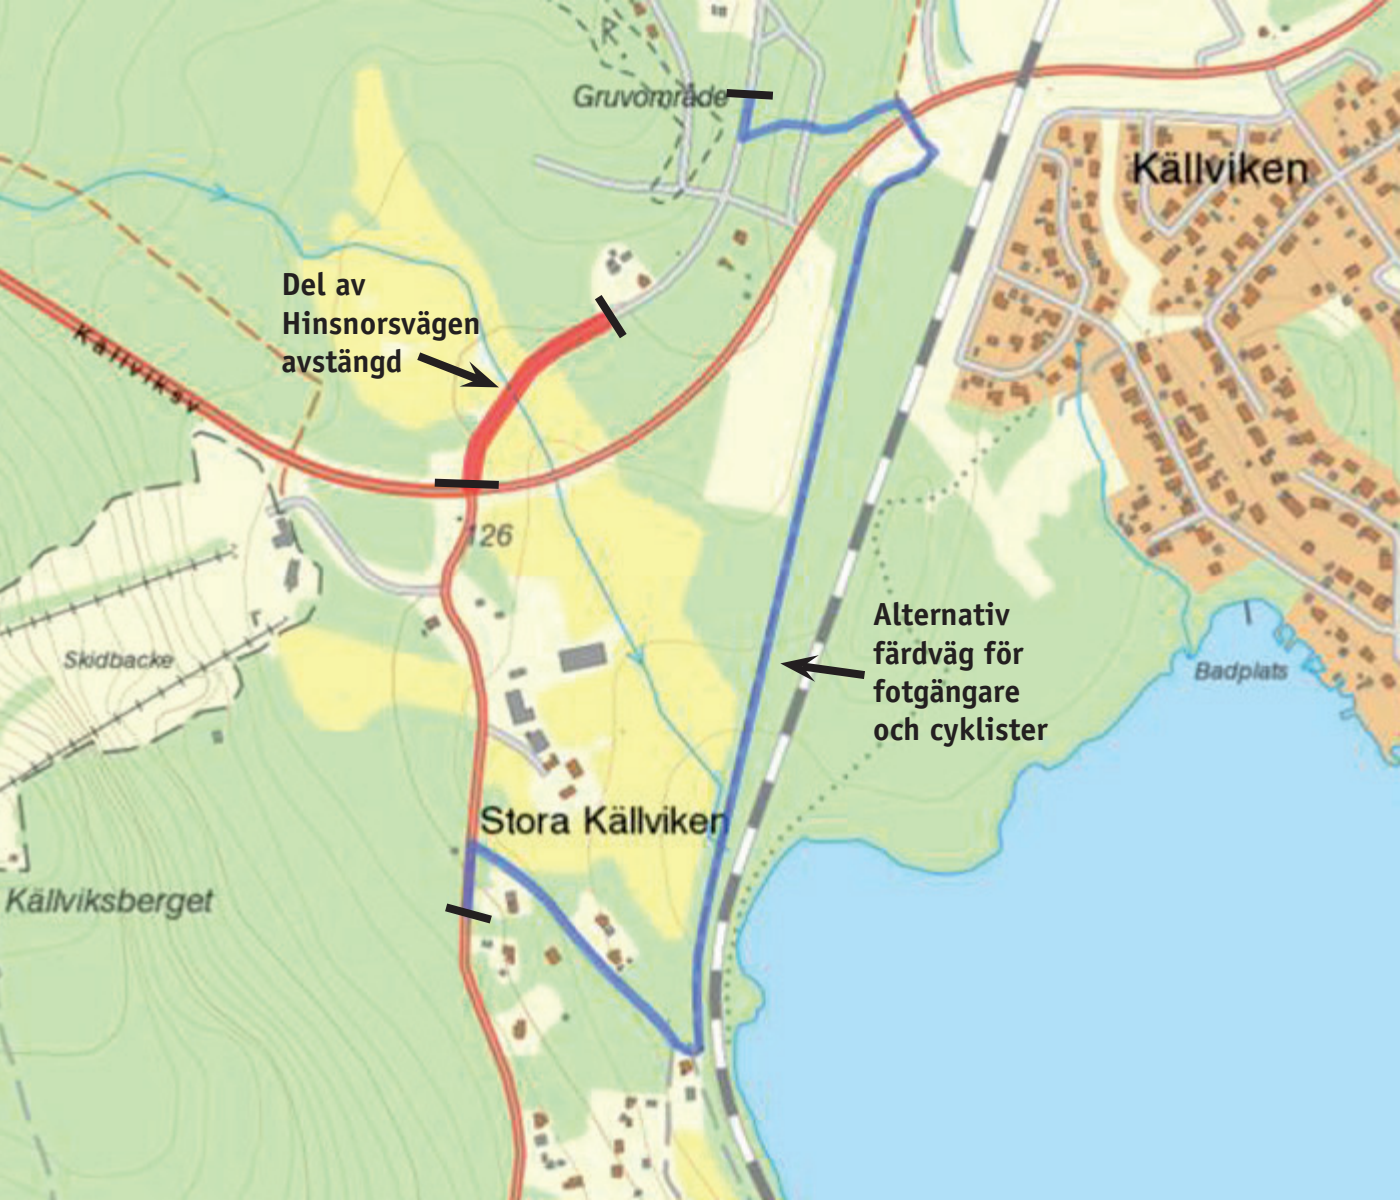 Gruvområde
Källviken
Del av
Hinsnorsvägen
avstängd
Källviksv
126
Alternativ
färdväg för
fotgängare
och cyklister
Skidbacke
Badplats
Stora Källviken
Källviksberget